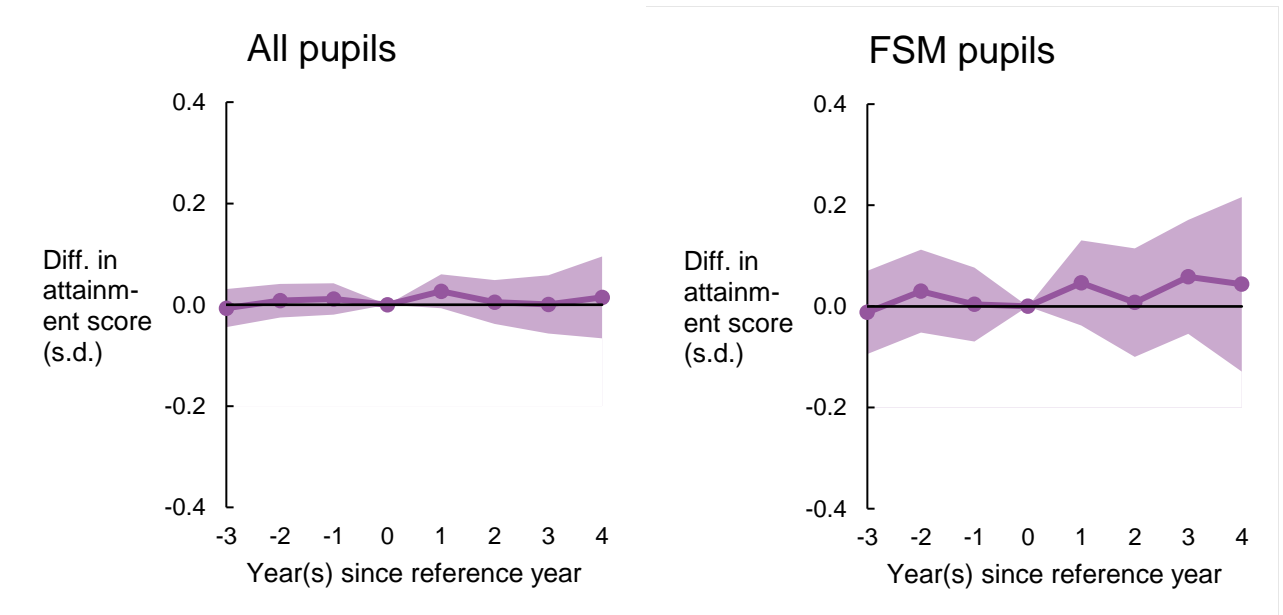 All pupils
0.4
0.2
0.0
-0.2
-0.4
Diff. in
attainm-
ent score
(s.d.)
-3 -2 -1 0 1 2 3 4
Year(s) since reference year
FSM pupils
0.4
0.2
0.0
-0.2
-0.4
Diff. in
attainm-
ent score
(s.d.)
-3 -2 -1 0 1 2 3 4
Year(s) since reference year